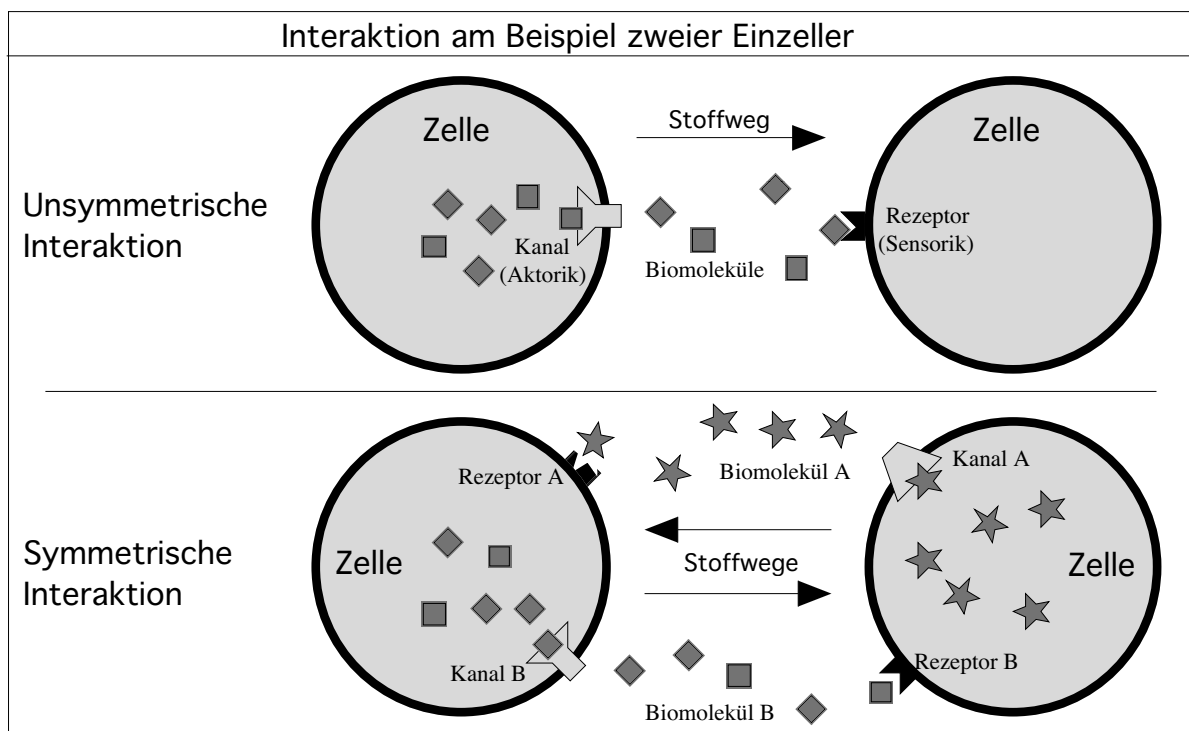 Interaktion am Beispiel zweier Einzeller
Unsymmetrische
Interaktion
Zelle
Kanal
(Aktorik)
Stoffweg
Biomoleküle
Zelle
Rezeptor
(Sensorik)
Symmetrische
Interaktion
Rezeptor A
Zelle
Kanal B
Biomolekül A
Stoffwege
Biomolekül B
Kanal A
Zelle
Rezeptor B